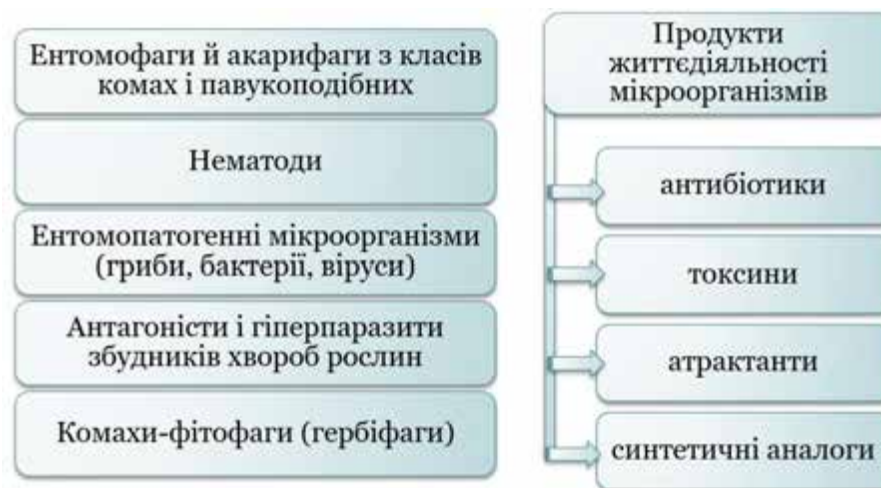 Ентомофаги й акарифаги з класів
комах і павукоподібних
Нематоди
Ентомопатогенні мікроорганізми
(гриби, бактерії, віруси)
Антагоністи і гіперпаразити
збудників хвороб рослин
Комахи-фітофаги (гербіфаги)
Продукти
життєдіяльності
мікроорганізмів
антибіотики
токсини
атрактанти
синтетичні аналоги